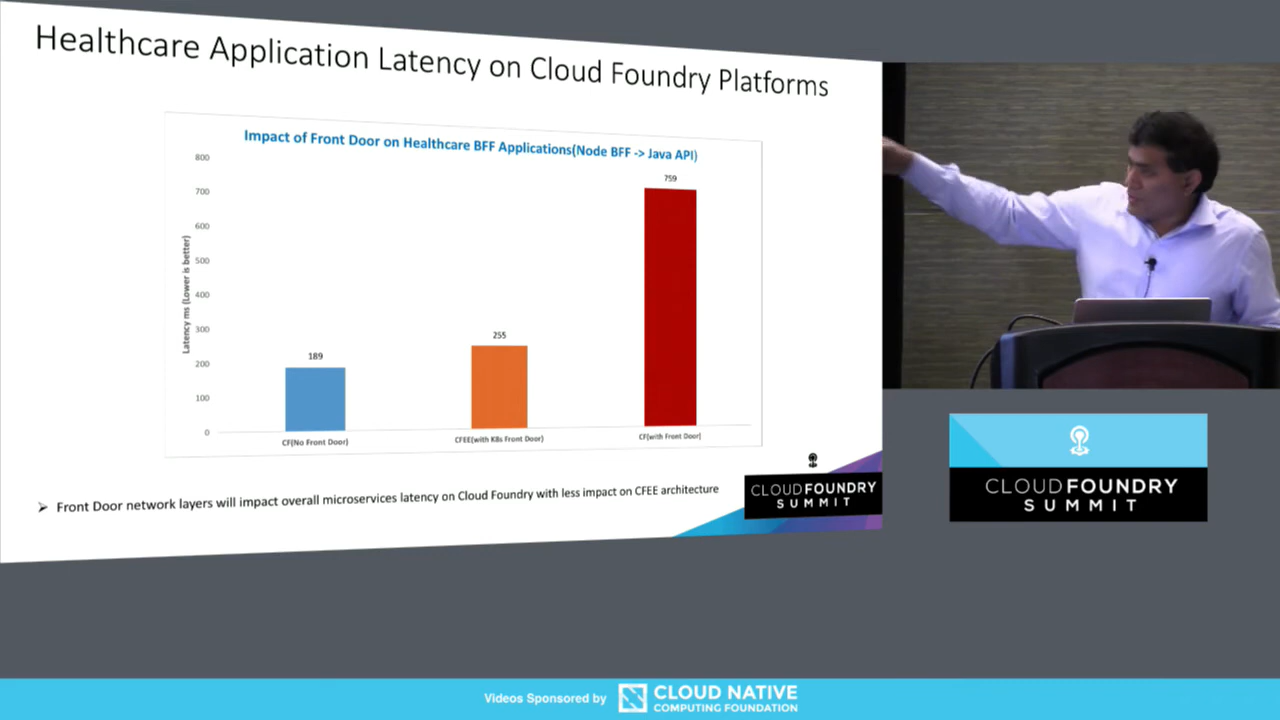 Healthcare Application Latency on Cloud Foundry Platforms
Impact of Front Door on Healthcare BFF Applications(Node BFF -> Java API)
Latency ms (Lower is better)
800
700
600
500
400
300
200
100
0
189
255
759
CF(No Front Door)
CFEE(with K8s Front Door)
CF(with Front Door)
➢ Front Door network layers will impact overall microservices latency on Cloud Foundry with less impact on CFEE architecture
CLOUDFOUNDRY
SUMMIT
CLOUDFOUNDRY
SUMMIT
Videos Sponsored by
CLOUD NATIVE
COMPUTING FOUNDATION